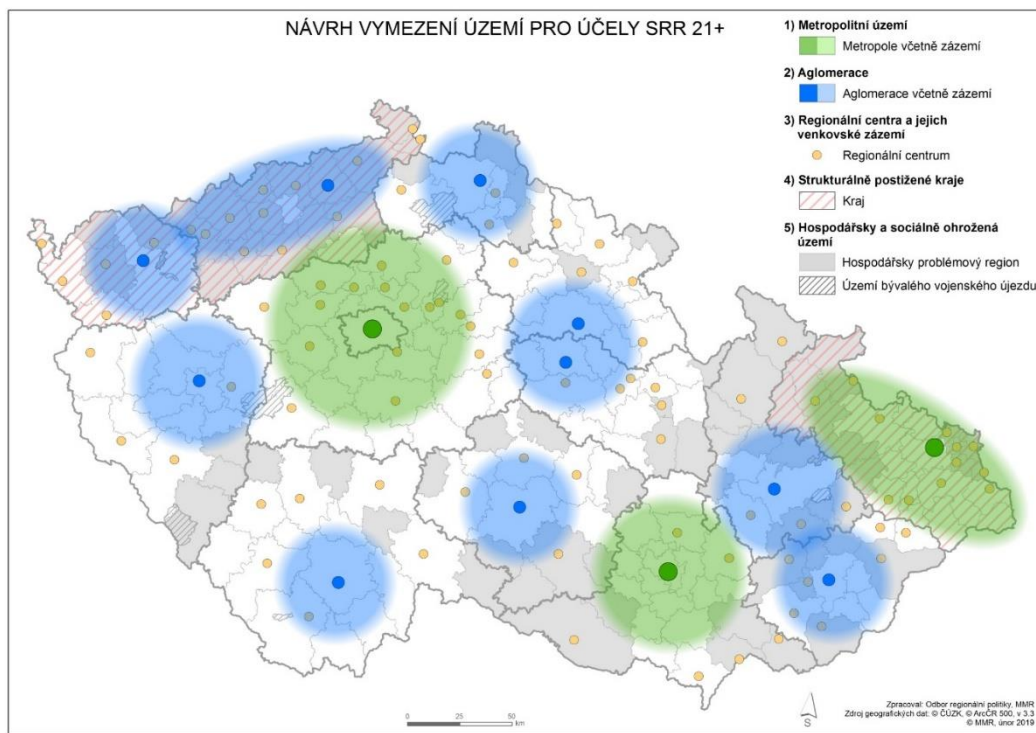 NÁVRH VYMEZENÍ ÚZEMÍ PRO ÚČELY SRR 21+
1) Metropolitní území
Metropole včetně zázemí
2) Aglomerace
Aglomerace včetně zázemí
3) Regionální centra a jejich
venkovské zázemí
Regionální centrum
4) Strukturálně postižené kraje
Kraj
5) Hospodářsky a sociálně ohrožená
území
Hospodářsky problémový region
Území bývalého vojenského újezdu
0 25 50
km
S
Zpracoval: Odbor regionální politiky, MMR
Zdroj geografických dat: © ČÚZK, © ArcČR 500, v 3.3
© MMR, únor 2019